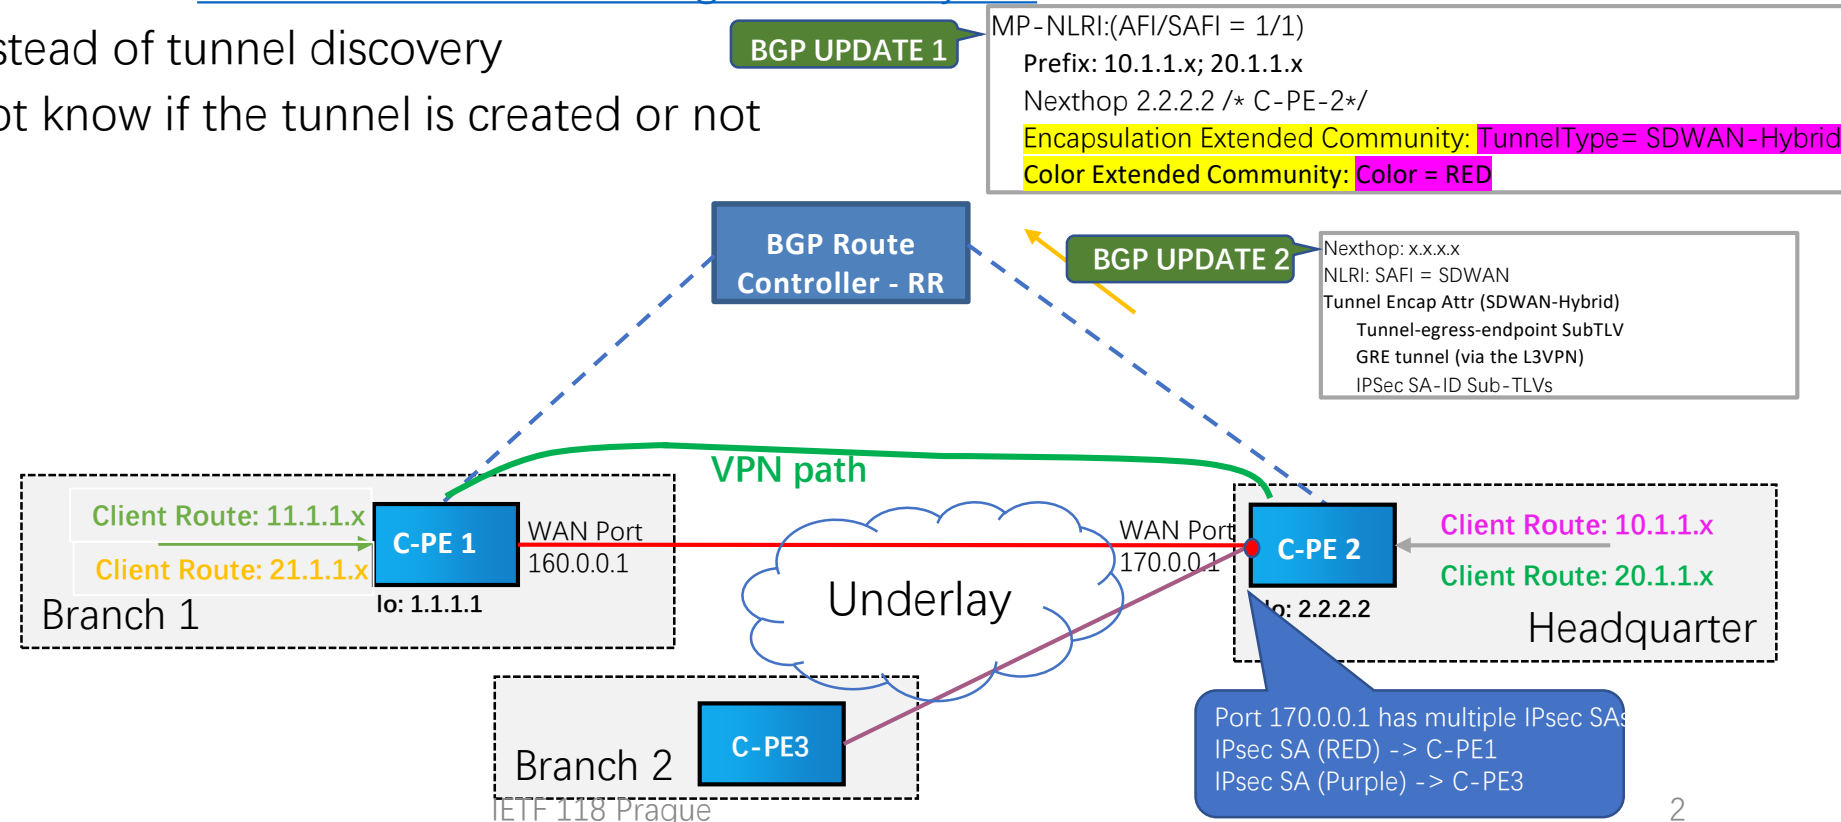 stead of tunnel discovery
ot know if the tunnel is created or not
BGP UPDATE 1
MP-NLRI:(AFI/SAFI = 1/1)
Prefix: 10.1.1.x; 20.1.1.x
Nexthop 2.2.2.2 /* C-PE-2*/
Encapsulation Extended Community: TunnelType= SDWAN-Hybrid
Color Extended Community: Color = RED
BGP Route
Controller - RR
BGP UPDATE 2
Nexthop: x.x.x.x
NLRI: SAFI = SDWAN
Tunnel Encap Attr (SDWAN-Hybrid)
Tunnel-egress-endpoint SubTLV
GRE tunnel (via the L3VPN)
IPSec SA-ID Sub-TLVs
VPN path
Client Route: 11.1.1.x
Client Route: 21.1.1.x
C-PE 1
WAN Port
160.0.0.1
lo: 1.1.1.1
Branch 1
Underlay
WAN Port
170.0.0.1
C-PE 2
lo: 2.2.2.2
Client Route: 10.1.1.x
Client Route: 20.1.1.x
Headquarter
Branch 2
C-PE3
Port 170.0.0.1 has multiple IPsec SAs
IPsec SA (RED) -> C-PE1
IPsec SA (Purple) -> C-PE3
IETF 118 Prague
2